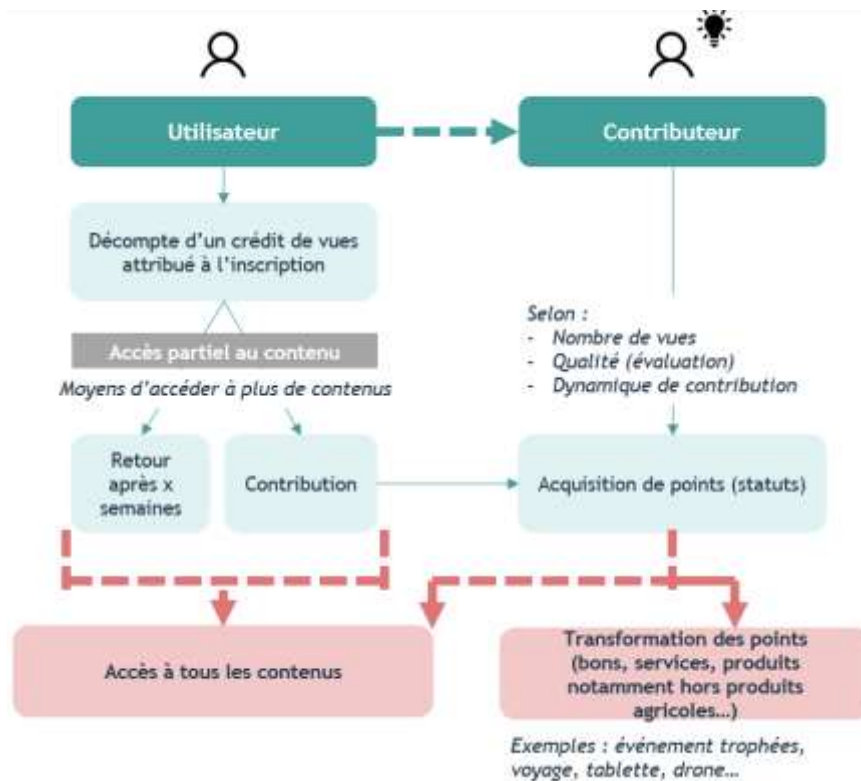 Utilisateur
Contributeur
Décompte d'un crédit de vues
attribué à l'inscription
Accès partiel au contenu
Moyens d'accéder à plus de contenus
Selon :
- Nombre de vues
- Qualité (évaluation)
- Dynamique de contribution
Retour
après x
semaines
Contribution
Acquisition de points (statuts)
Accès à tous les contenus
Transformation des points
(bons, services, produits
notamment hors produits
agricoles...)
Exemples : événement trophées,
voyage, tablette, drone...